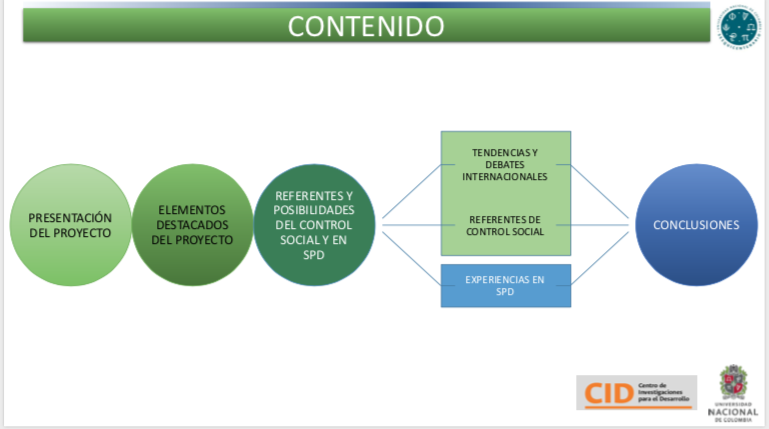 CONTENIDO
PRESENTACIÓN
DEL PROYECTO
ELEMENTOS
DESTACADOS
DEL PROYECTO
REFERENTES Y
POSIBILIDADES
DEL CONTROL
SOCIAL Y EN
SPD
TENDENCIAS Y
DEBATES
INTERNACIONALES
REFERENTES DE
CONTROL SOCIAL
EXPERIENCIAS EN
SPD
CONCLUSIONES
CID
Centro de
Investigaciones
para el Desarrollo
UNIVERSIDAD
NACIONAL
DE COLOMBIA